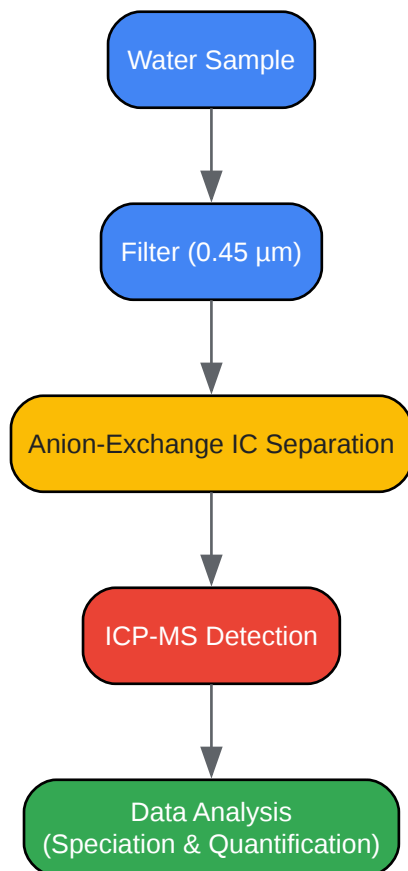 Water Sample
Filter (0.45 µm)
Anion-Exchange IC Separation
ICP-MS Detection
Data Analysis
(Speciation & Quantification)